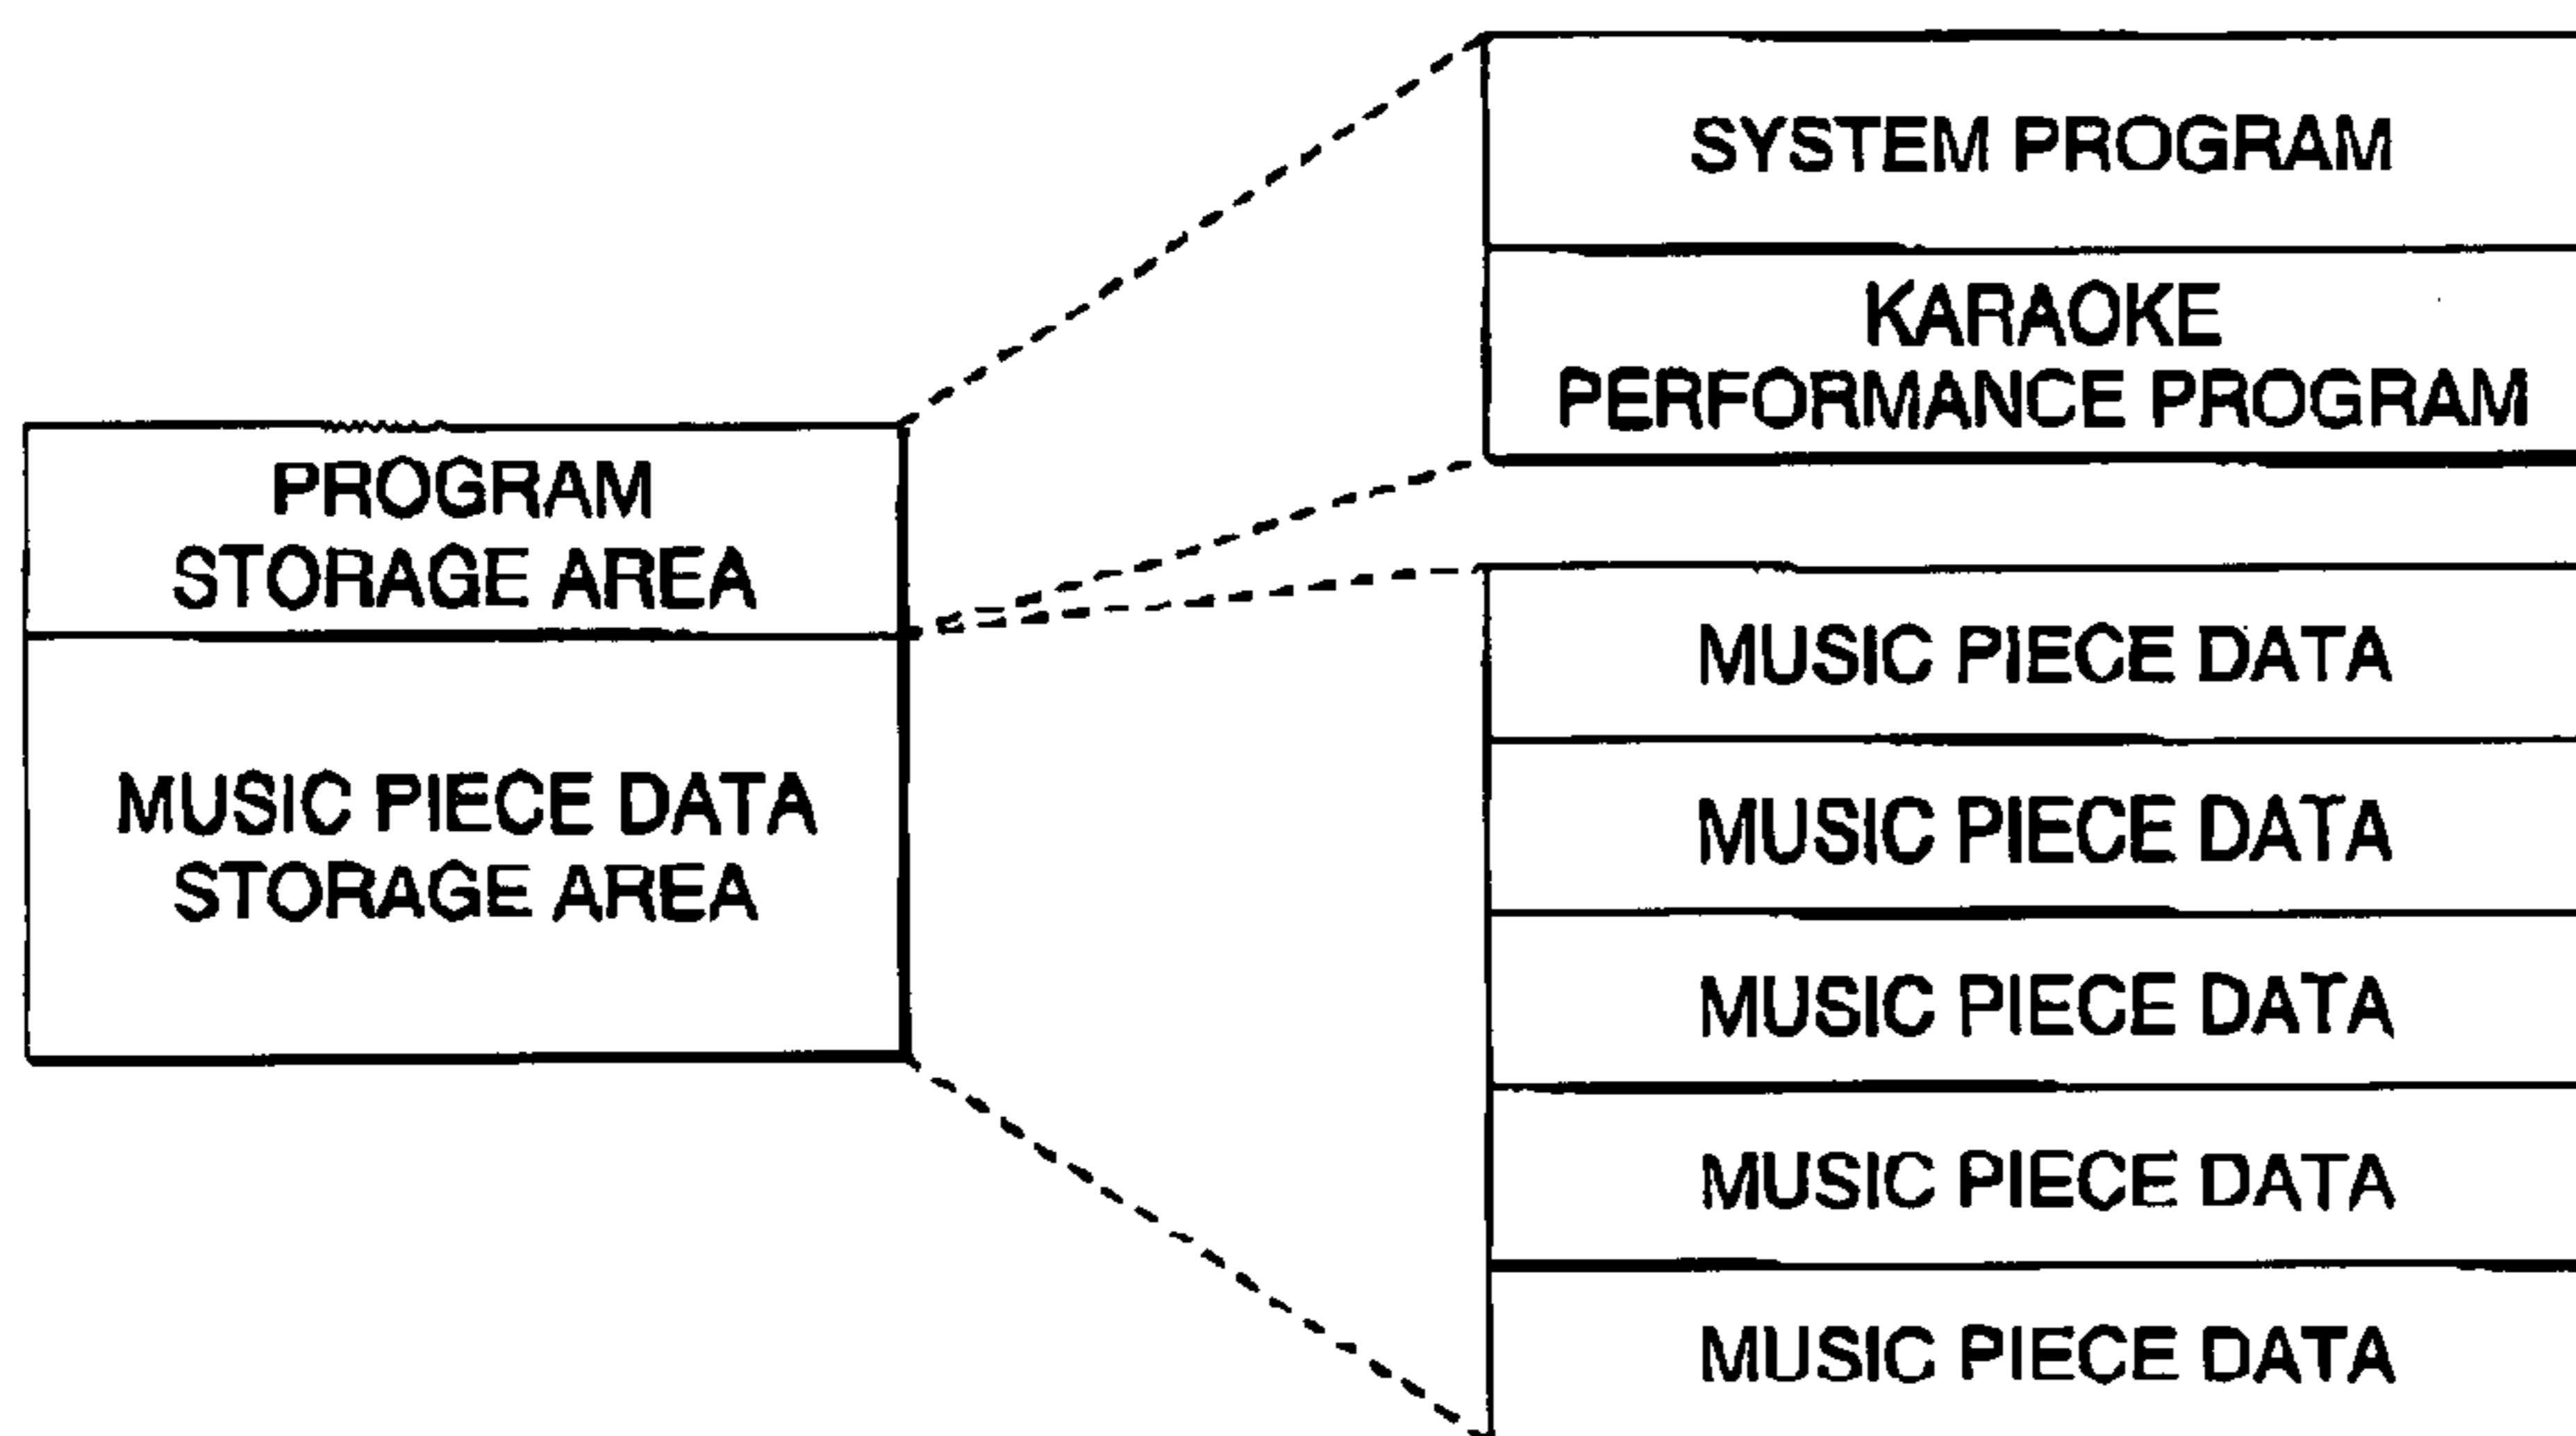 PROGRAM
STORAGE AREA
MUSIC PIECE DATA
STORAGE AREA
SYSTEM PROGRAM
KARAOKE
PERFORMANCE PROGRAM
MUSIC PIECE DATA
MUSIC PIECE DATA
MUSIC PIECE DATA
MUSIC PIECE DATA
MUSIC PIECE DATA